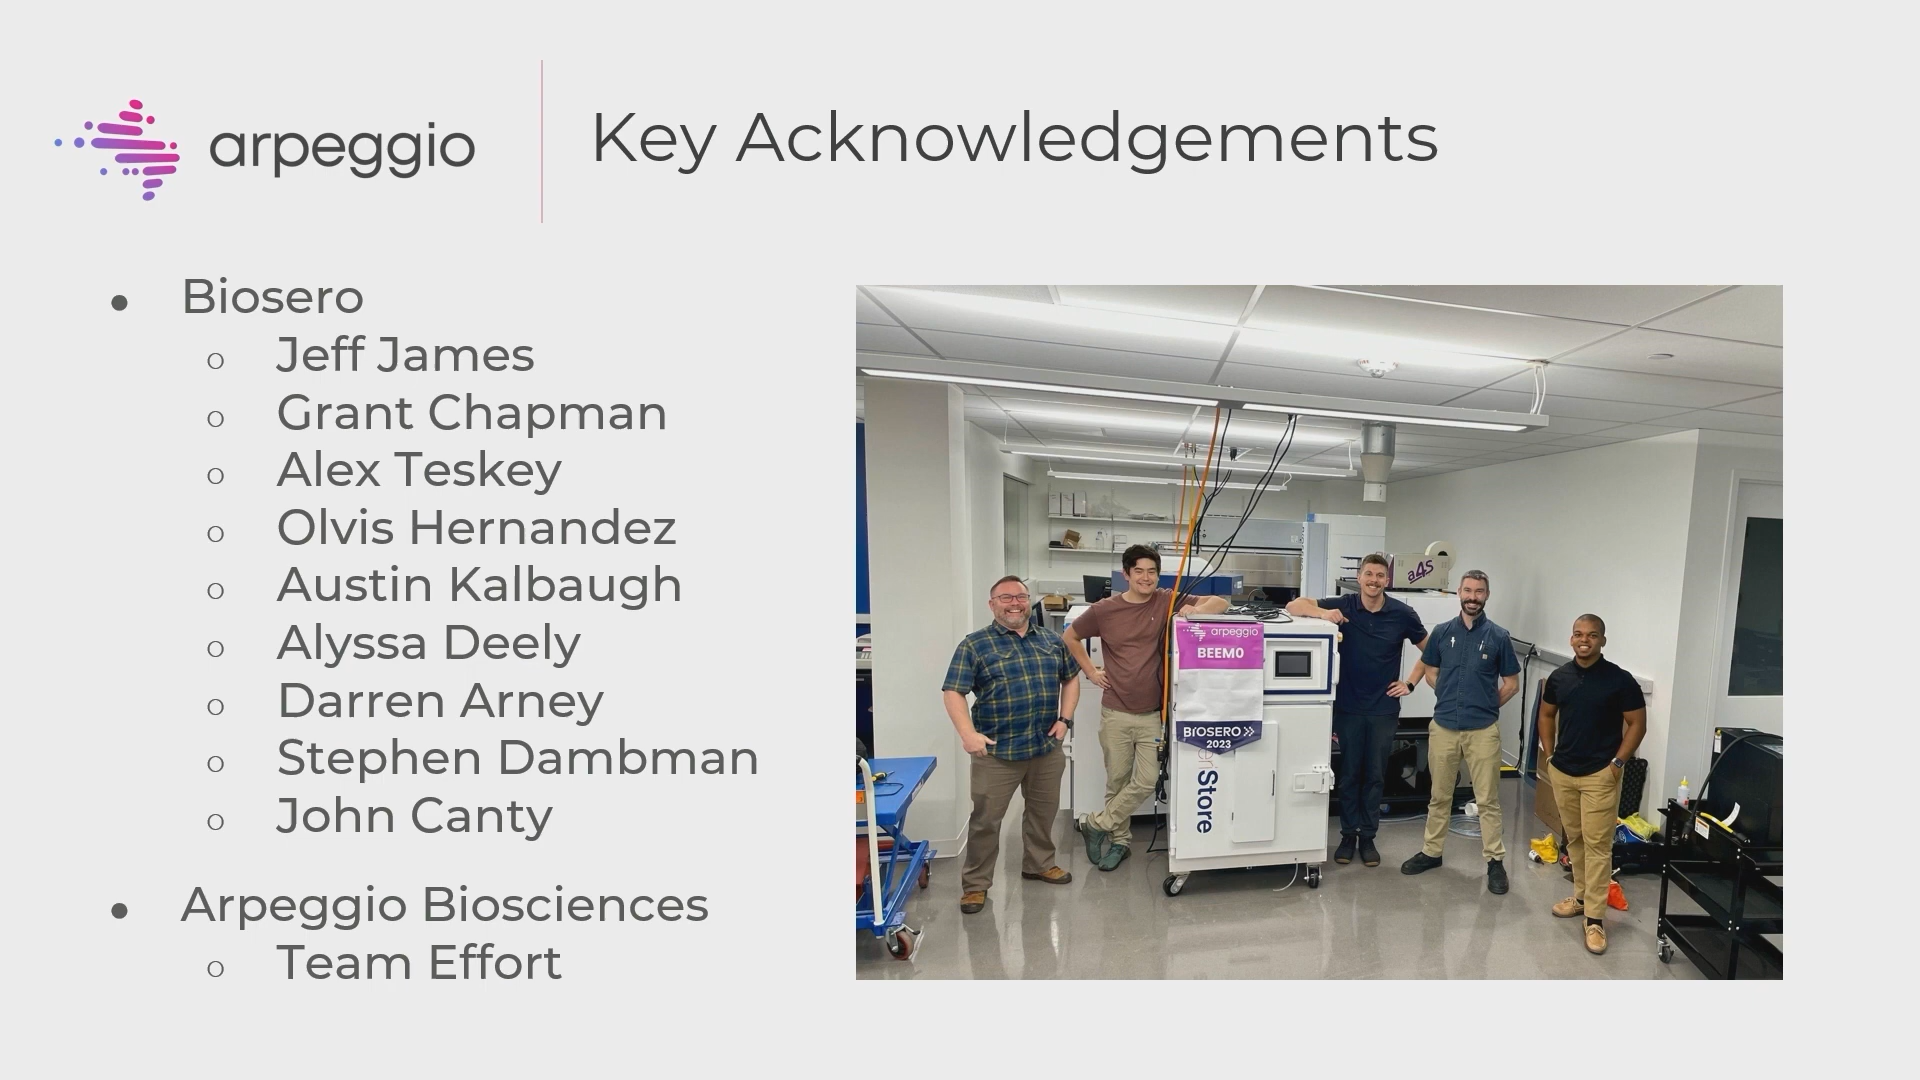 arpeggio
Key Acknowledgements
● Biosero
o Jeff James
o Grant Chapman
o Alex Teskey
o Olvis Hernandez
o Austin Kalbaugh
o Alyssa Deely
o Darren Arney
o Stephen Dambman
o John Canty
● Arpeggio Biosciences
o Team Effort
a4S
arpeggio
BEEM0
BIOSERO
2023
Store